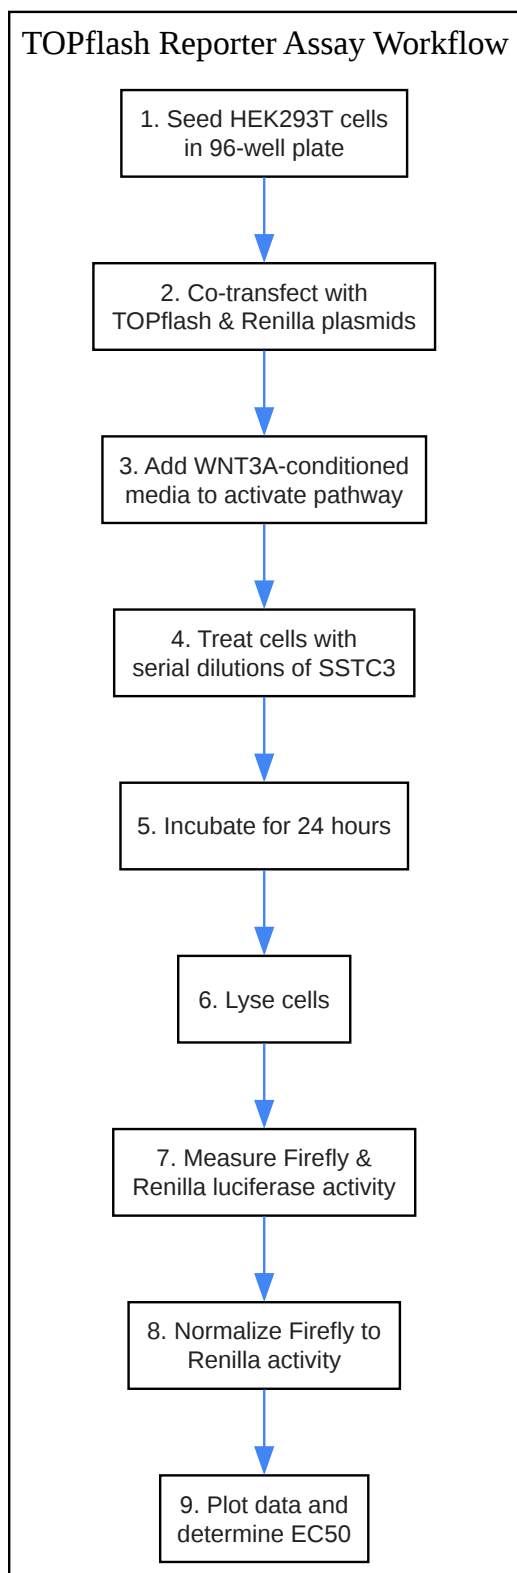 TOPflash Reporter Assay Workflow
1. Seed HEK293T cells
in 96-well plate
2. Co-transfect with
TOPflash & Renilla plasmids
3. Add WNT3A-conditioned
media to activate pathway
4. Treat cells with
serial dilutions of SSTC3
5. Incubate for 24 hours
6. Lyse cells
7. Measure Firefly &
Renilla luciferase activity
8. Normalize Firefly to
Renilla activity
9. Plot data and
determine EC50